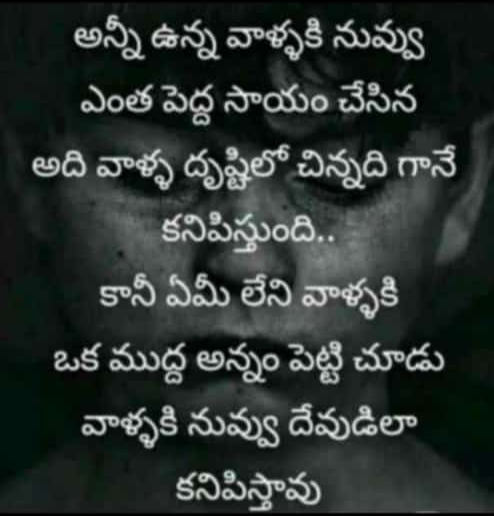 అన్నీ ఉన్న వాళ్ళకి నువ్వు
ఎంత పెద్ద సాయం చేసిన
అది వాళ్ళ దృష్టిలో చిన్నది గానే
కనిపిస్తుంది..
కానీ ఏమీ లేని వాళ్ళకి
ఒక ముద్ద అన్నం పెట్టి చూడు
వాళ్ళకి నువ్వు దేవుడిలా
కనిపిస్తావు